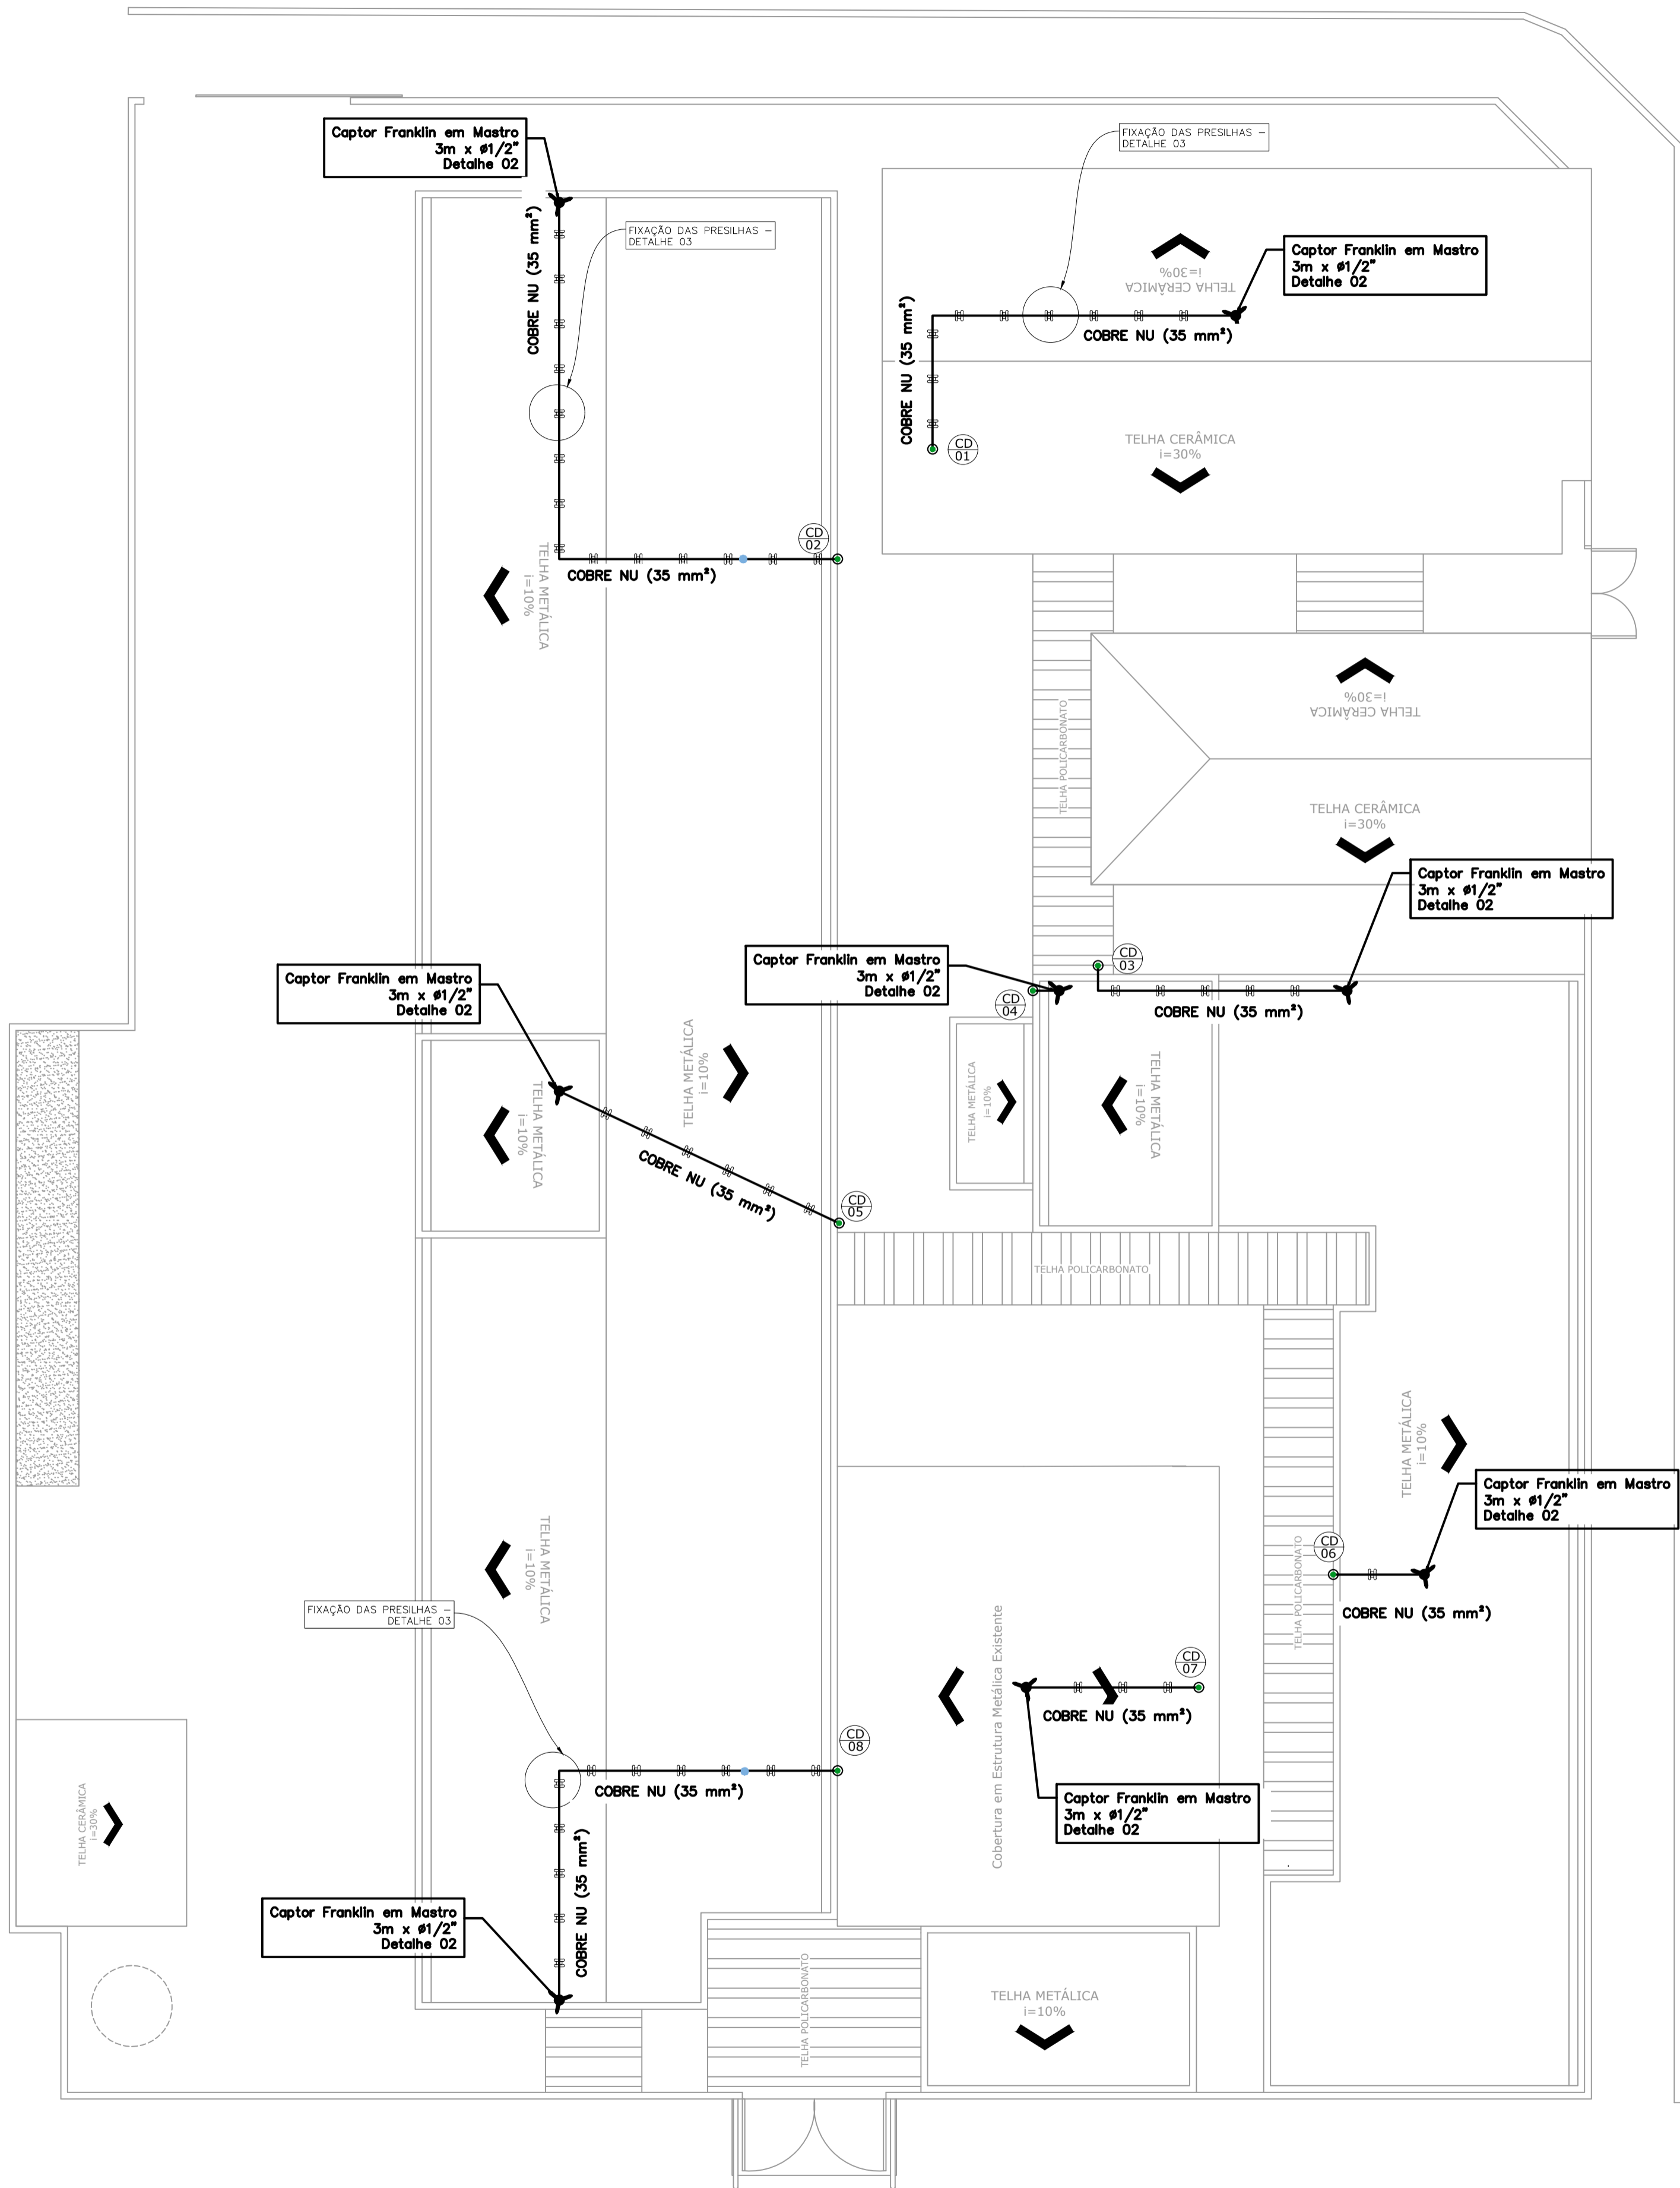 Captor Franklin em Mastro
3m x ø1/2"
Detalhe 02
FIXAÇÃO DAS PRESILHAS –
DETALHE 03
COBRE NU (35 mm²)
FIXAÇÃO DAS PRESILHAS –
DETALHE 03
Captor Franklin em Mastro
3m x ø1/2"
Detalhe 02
TELHA CERÂMICA
i=30%
COBRE NU (35 mm²)
COBRE NU (35 mm²)
TELHA CERÂMICA
i=30%
CD
01
CD
02
COBRE NU (35 mm²)
TELHA METÁLICA
i=10%
TELHA CERÂMICA
i=30%
TELHA POLICARBONATO
TELHA CERÂMICA
i=30%
Captor Franklin em Mastro
3m x ø1/2"
Detalhe 02
Captor Franklin em Mastro
3m x ø1/2"
Detalhe 02
CD
03
Captor Franklin em Mastro
3m x ø1/2"
Detalhe 02
CD
04
COBRE NU (35 mm²)
TELHA METÁLICA
i=10%
TELHA METÁLICA
i=10%
TELHA METÁLICA
i=10%
TELHA METÁLICA
i=10%
COBRE NU (35 mm²)
CD
05
TELHA POLICARBONATO
TELHA METÁLICA
i=10%
Captor Franklin em Mastro
3m x ø1/2"
Detalhe 02
TELHA METÁLICA
i=10%
CD
06
TELHA POLICARBONATO
COBRE NU (35 mm²)
FIXAÇÃO DAS PRESILHAS –
DETALHE 03
Cobertura em Estrutura Metálica Existente
CD
07
COBRE NU (35 mm²)
CD
08
COBRE NU (35 mm²)
Captor Franklin em Mastro
3m x ø1/2"
Detalhe 02
TELHA CERÂMICA
i=30%
COBRE NU (35 mm²)
Captor Franklin em Mastro
3m x ø1/2"
Detalhe 02
TELHA POLICARBONATO
TELHA METÁLICA
i=10%